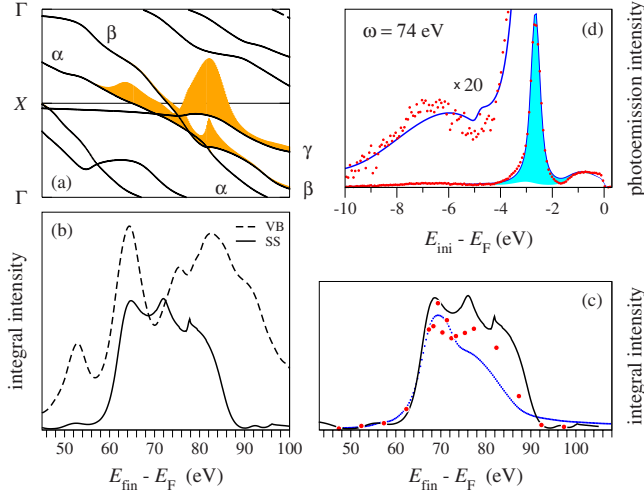 Γ
β
α
X
γ
(a)
α
β
Γ
ω = 74 eV
(d)
× 20
photoemission intensity
-10
-8
-6
-4
-2
0
E_ini - E_F (eV)
(b)
VB
SS
integral intensity
50
60
70
80
90
100
E_fin - E_F (eV)
(c)
integral intensity
50
60
70
80
90
100
E_fin - E_F (eV)